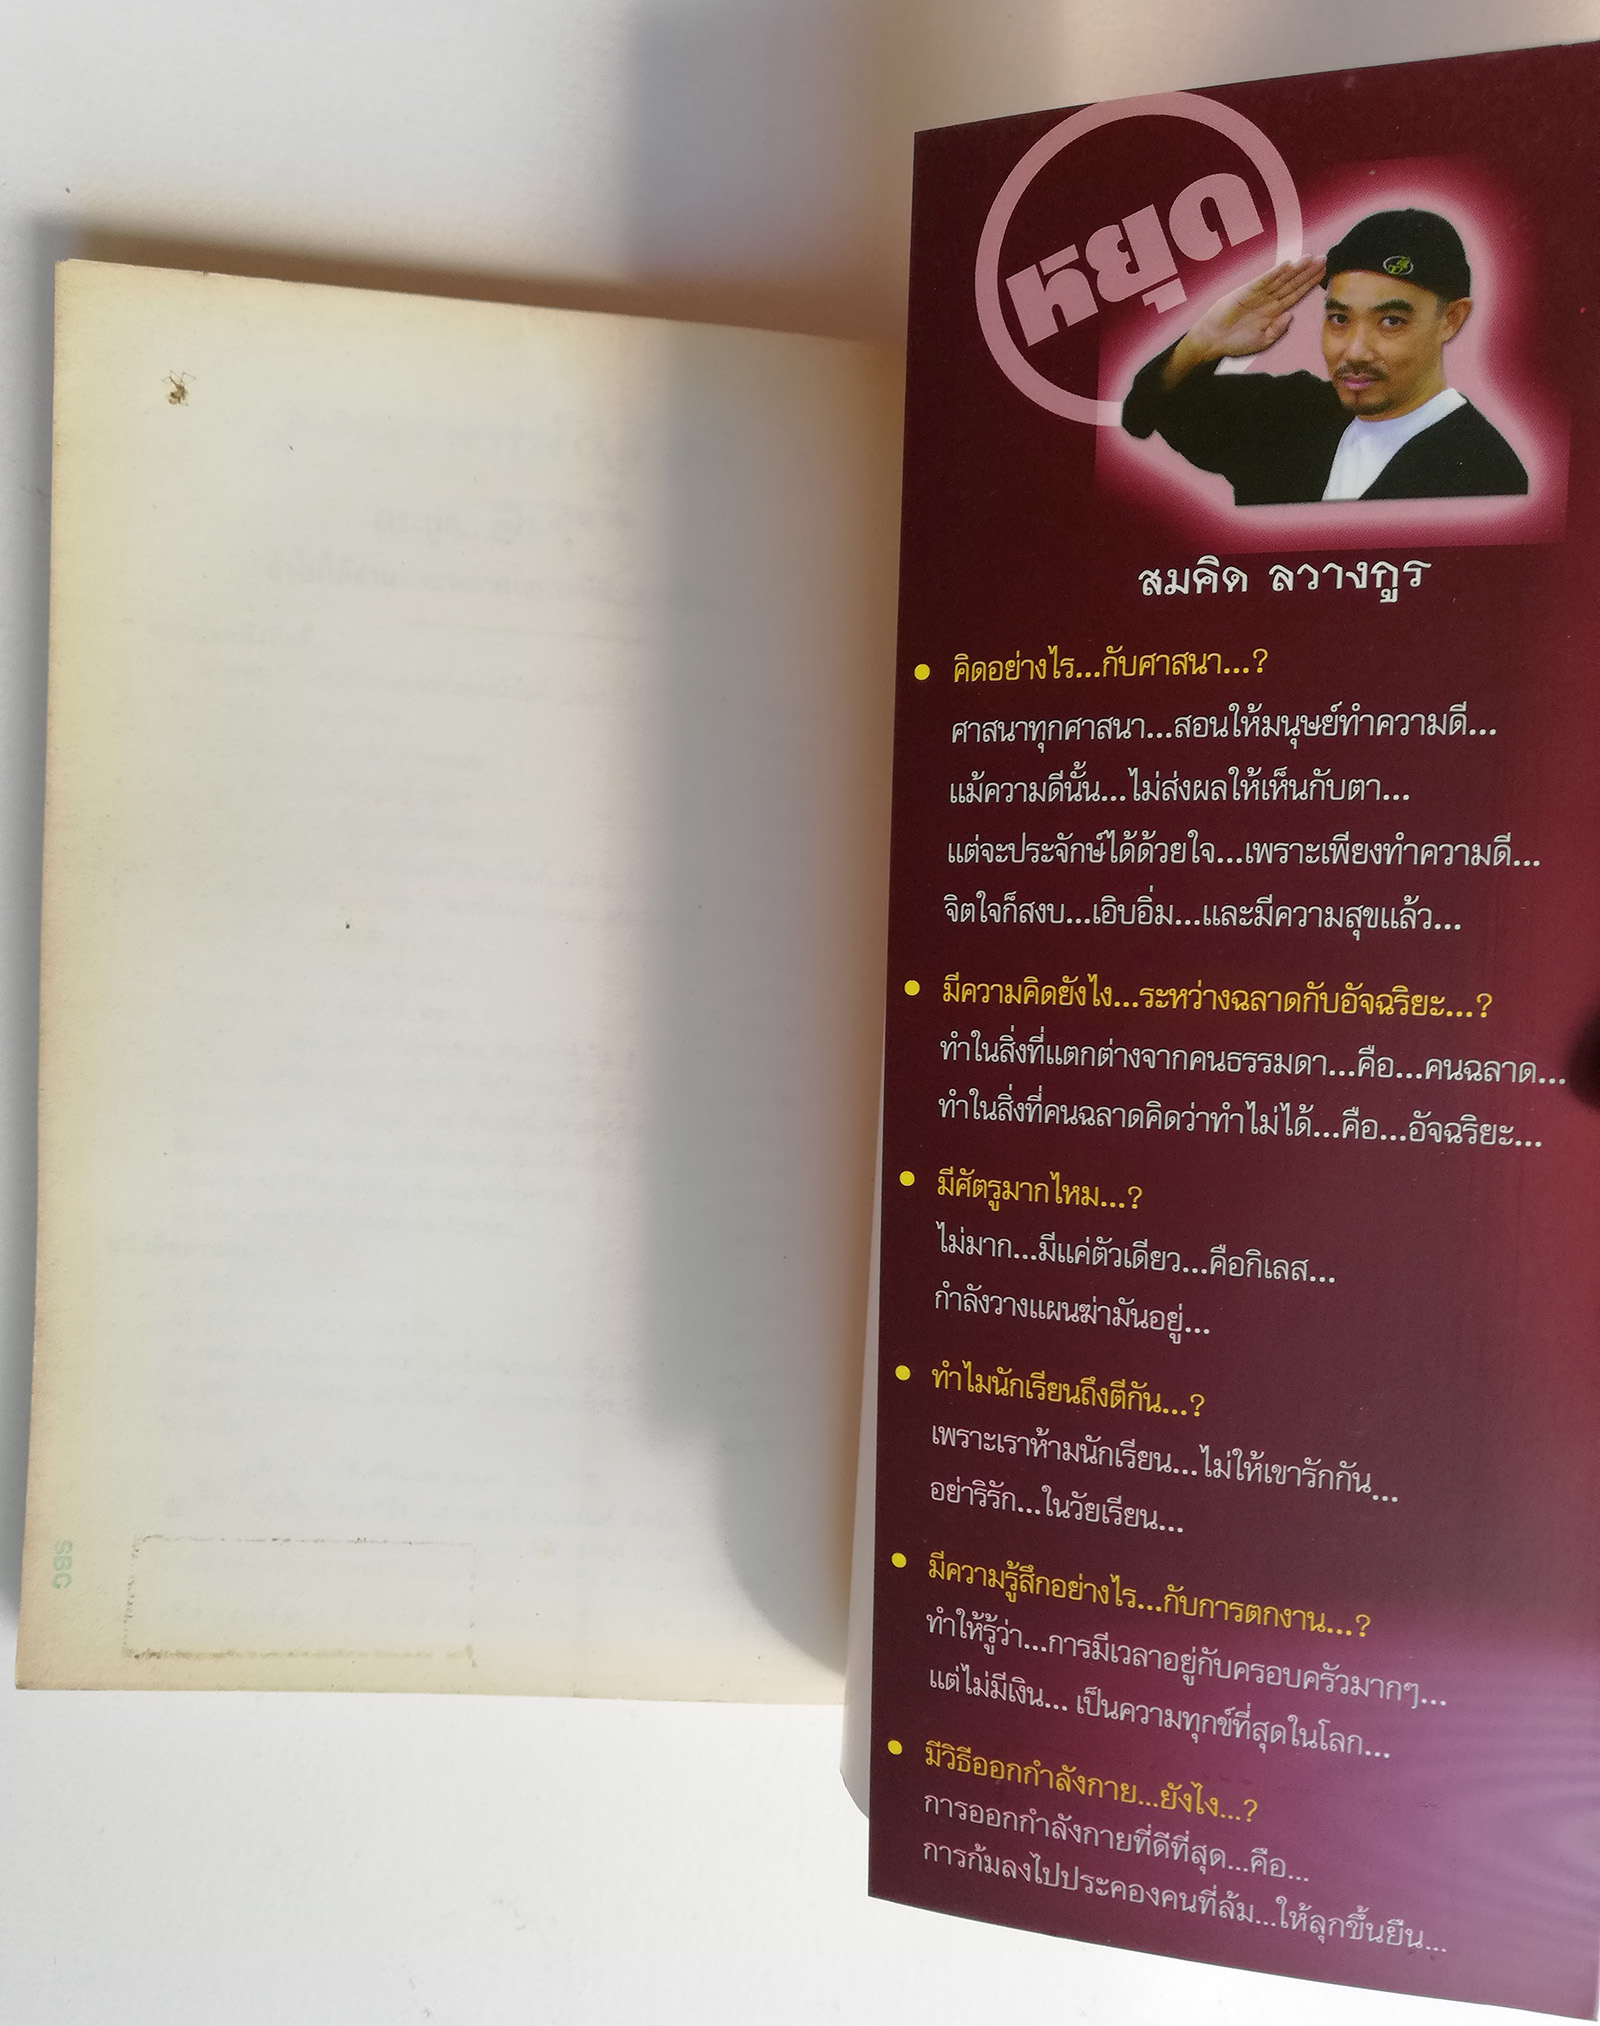 SBC
หยุด
สมคิด ลวางกูร
• คิดอย่างไร...กับศาสนา...?
ศาสนาทุกศาสนา...สอนให้มนุษย์ทำความดี...
แม้ความดีนั้น...ไม่ส่งผลให้เห็นกับตา...
แต่จะประจักษ์ได้ด้วยใจ...เพราะเพียงทำความดี...
จิตใจก็สงบ...เอิบอิ่ม...และมีความสุขแล้ว...
• มีความคิดยังไง...ระหว่างฉลาดกับอัจฉริยะ...?
ทำในสิ่งที่แตกต่างจากคนธรรมดา...คือ...คนฉลาด...
ทำในสิ่งที่คนฉลาดคิดว่าทำไม่ได้...คือ...อัจฉริยะ...
• มีศัตรูมากไหม...?
ไม่มาก...มีแค่ตัวเดียว...คือกิเลส...
กำลังวางแผนฆ่ามันอยู่...
• ทำไมนักเรียนถึงตีกัน...?
เพราะเราห้ามนักเรียน...ไม่ให้เขารักกัน...
อย่าริรัก...ในวัยเรียน...
• มีความรู้สึกอย่างไร...กับการตกงาน...?
ทำให้รู้ว่า...การมีเวลาอยู่กับครอบครัวมากๆ...
แต่ไม่มีเงิน... เป็นความทุกข์ที่สุดในโลก...
• มีวิธีออกกำลังกาย...ยังไง...?
การออกกำลังกายที่ดีที่สุด...คือ...
การก้มลงไปประคองคนที่ล้ม...ให้ลุกขึ้นยืน...